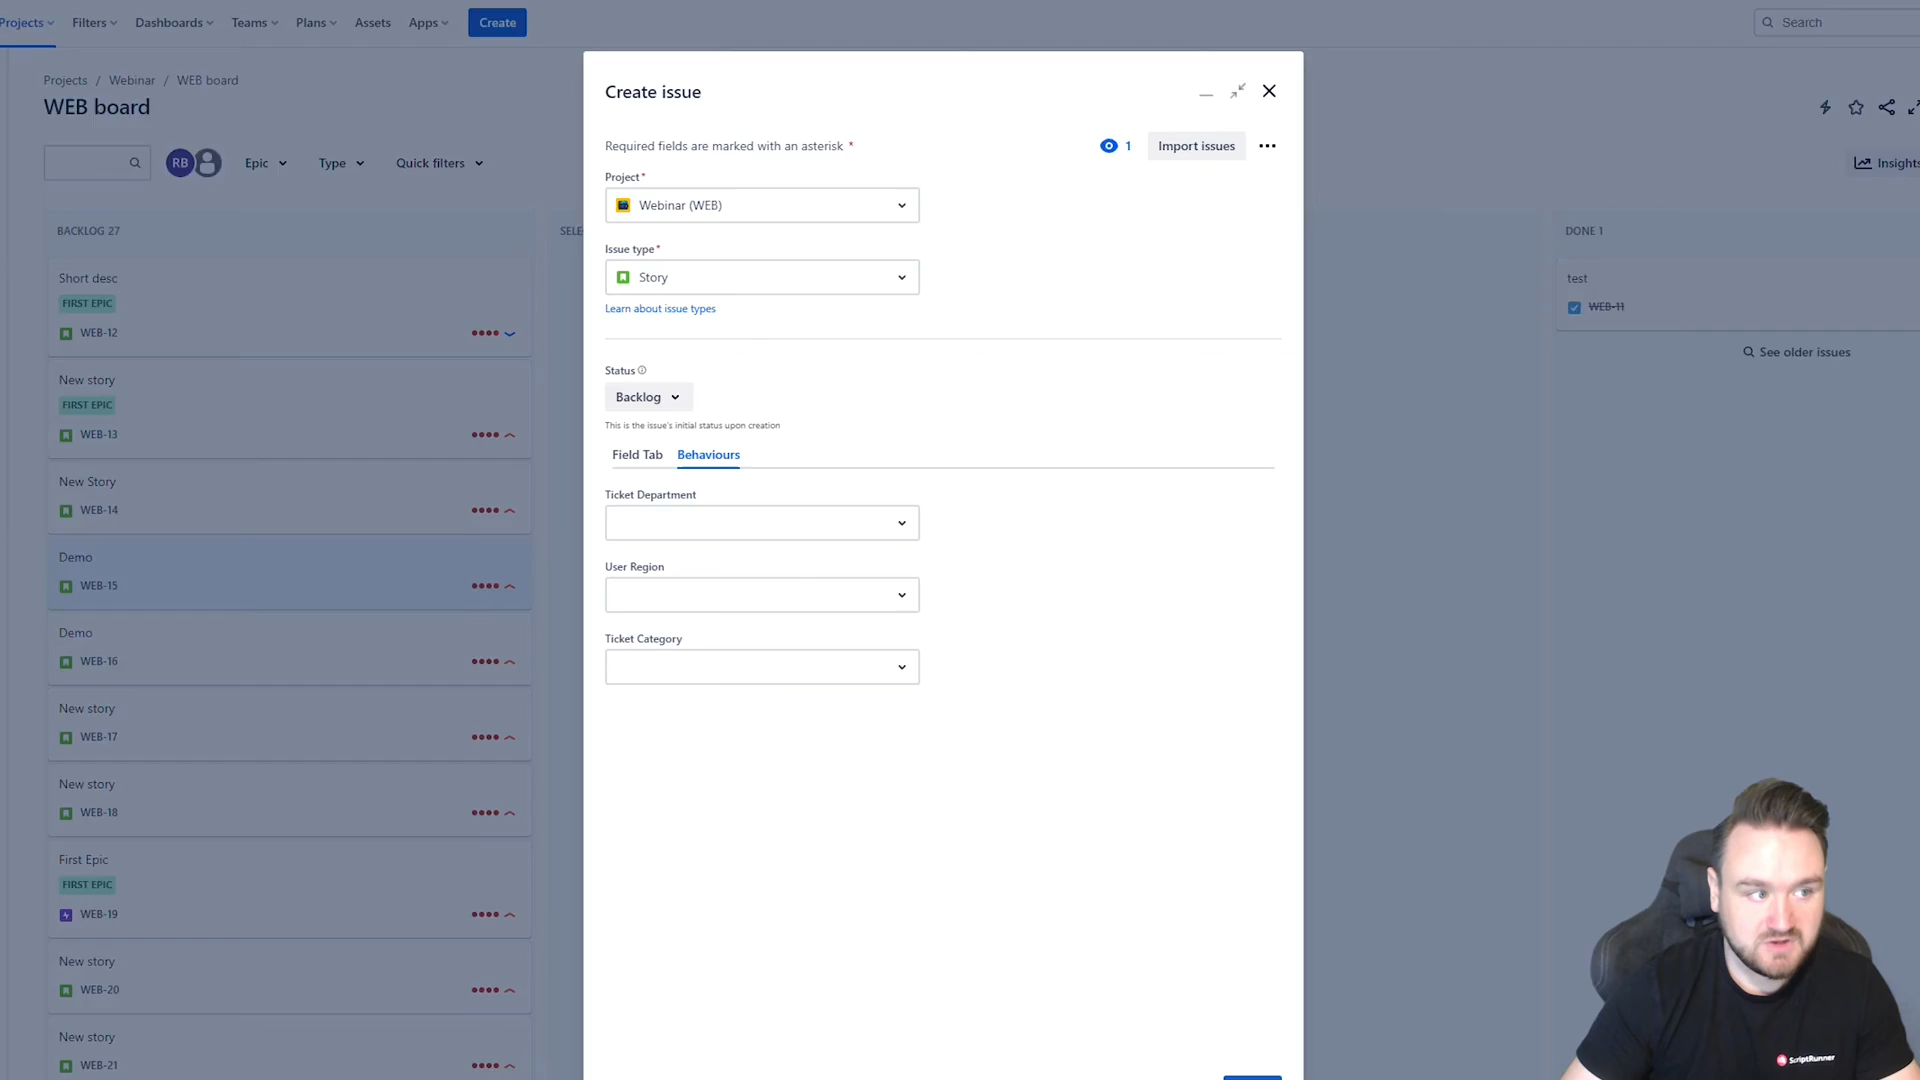 Projects
Filters
Dashboards
Teams
Plans
Assets
Apps
Create
Search
Projects / Webinar / WEB board
WEB board
RB
Epic
Type
Quick filters
Insights
BACKLOG 27
Short desc
FIRST EPIC
WEB-12
New story
FIRST EPIC
WEB-13
New Story
WEB-14
Demo
WEB-15
Demo
WEB-16
New story
WEB-17
New story
WEB-18
First Epic
FIRST EPIC
WEB-19
New story
WEB-20
New story
WEB-21
SELE
Create issue
Required fields are marked with an asterisk *
1
Import issues
Project*
Webinar (WEB)
Issue type*
Story
Learn about issue types
Status
Backlog
This is the issue's initial status upon creation
Field Tab
Behaviours
Ticket Department
User Region
Ticket Category
DONE 1
test
WEB-11
See older issues
ScriptRunner